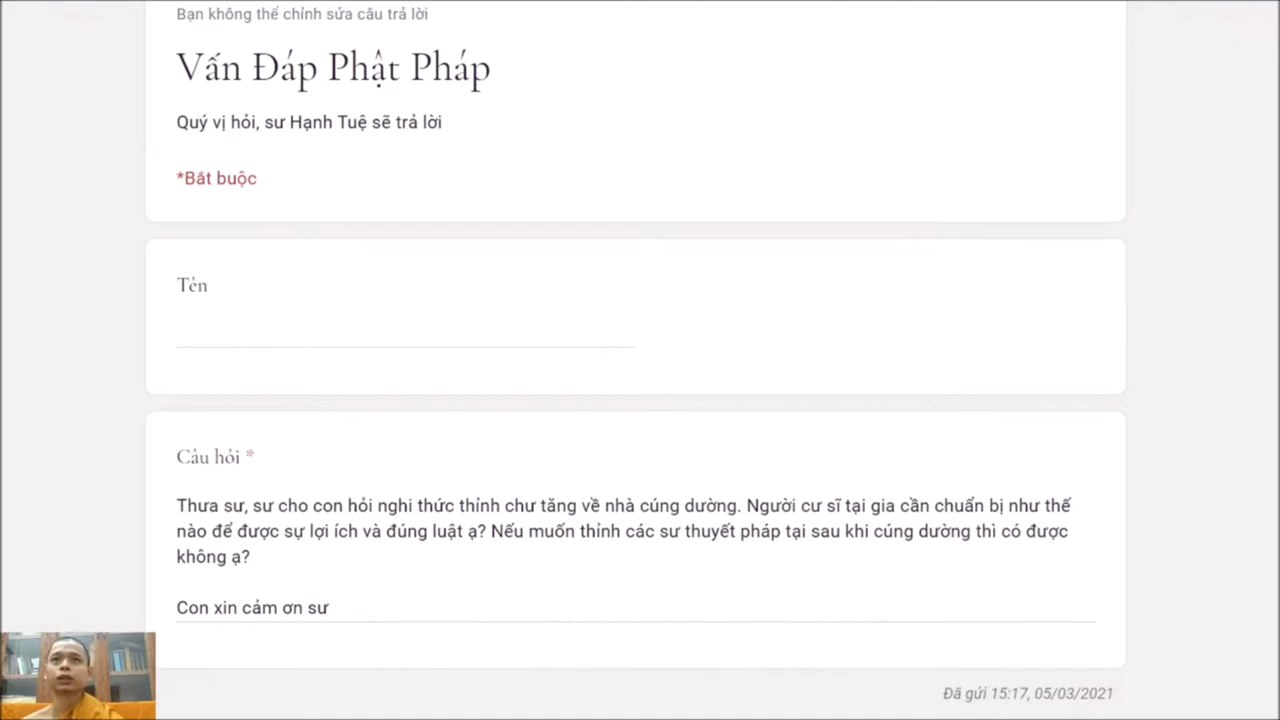 Bạn không thể chỉnh sửa câu trả lời
Vấn Đáp Phật Pháp
Quý vị hỏi, sư Hạnh Tuệ sẽ trả lời
*Bắt buộc
Tên
Câu hỏi *
Thưa sư, sư cho con hỏi nghi thức thỉnh chư tăng về nhà cúng dường. Người cư sĩ tại gia cần chuẩn bị như thế
nào để được sự lợi ích và đúng luật ạ? Nếu muốn thỉnh các sư thuyết pháp tại sau khi cúng dường thì có được
không ạ?
Con xin cảm ơn sư
Đã gửi 15:17, 05/03/2021